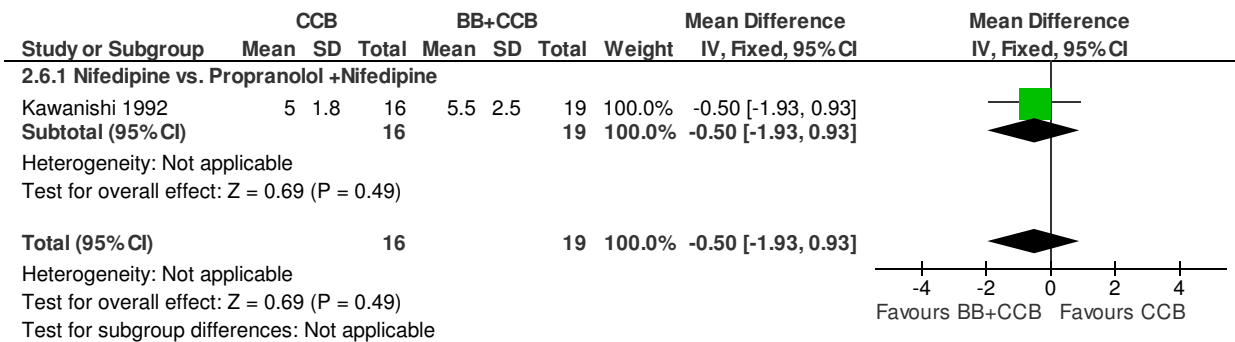 CCB BB+CCB Mean Difference Mean Difference
Study or Subgroup Mean SD Total Mean SD Total Weight IV, Fixed, 95% CI IV, Fixed, 95% CI
2.6.1 Nifedipine vs. Propranolol +Nifedipine
Kawanishi 1992 5 1.8 16 5.5 2.5 19 100.0% -0.50 [-1.93, 0.93]
Subtotal (95% CI) 16 19 100.0% -0.50 [-1.93, 0.93]
Heterogeneity: Not applicable
Test for overall effect: Z = 0.69 (P = 0.49)
Total (95% CI) 16 19 100.0% -0.50 [-1.93, 0.93]
Heterogeneity: Not applicable
Test for overall effect: Z = 0.69 (P = 0.49)
Test for subgroup differences: Not applicable
-4 -2 0 2 4
Favours BB+CCB Favours CCB